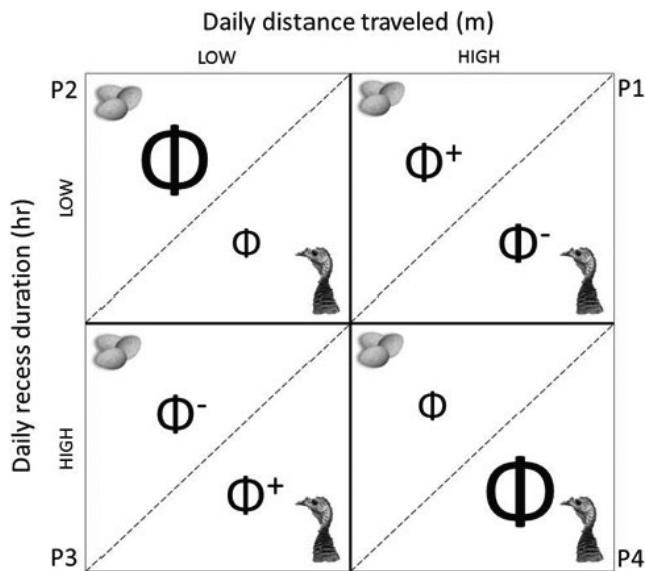 Daily distance traveled (m)
LOW HIGH
P2 P1
Daily recess duration (hr)
LOW
Φ Φ+
Φ Φ-
HIGH
Φ- Φ
Φ+ Φ
P3 P4